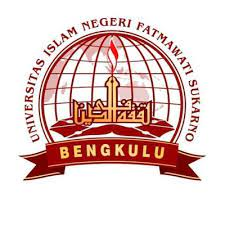 UNIVERSITAS ISLAM NEGERI FATMAWATI SUKARNO
BENGKULU